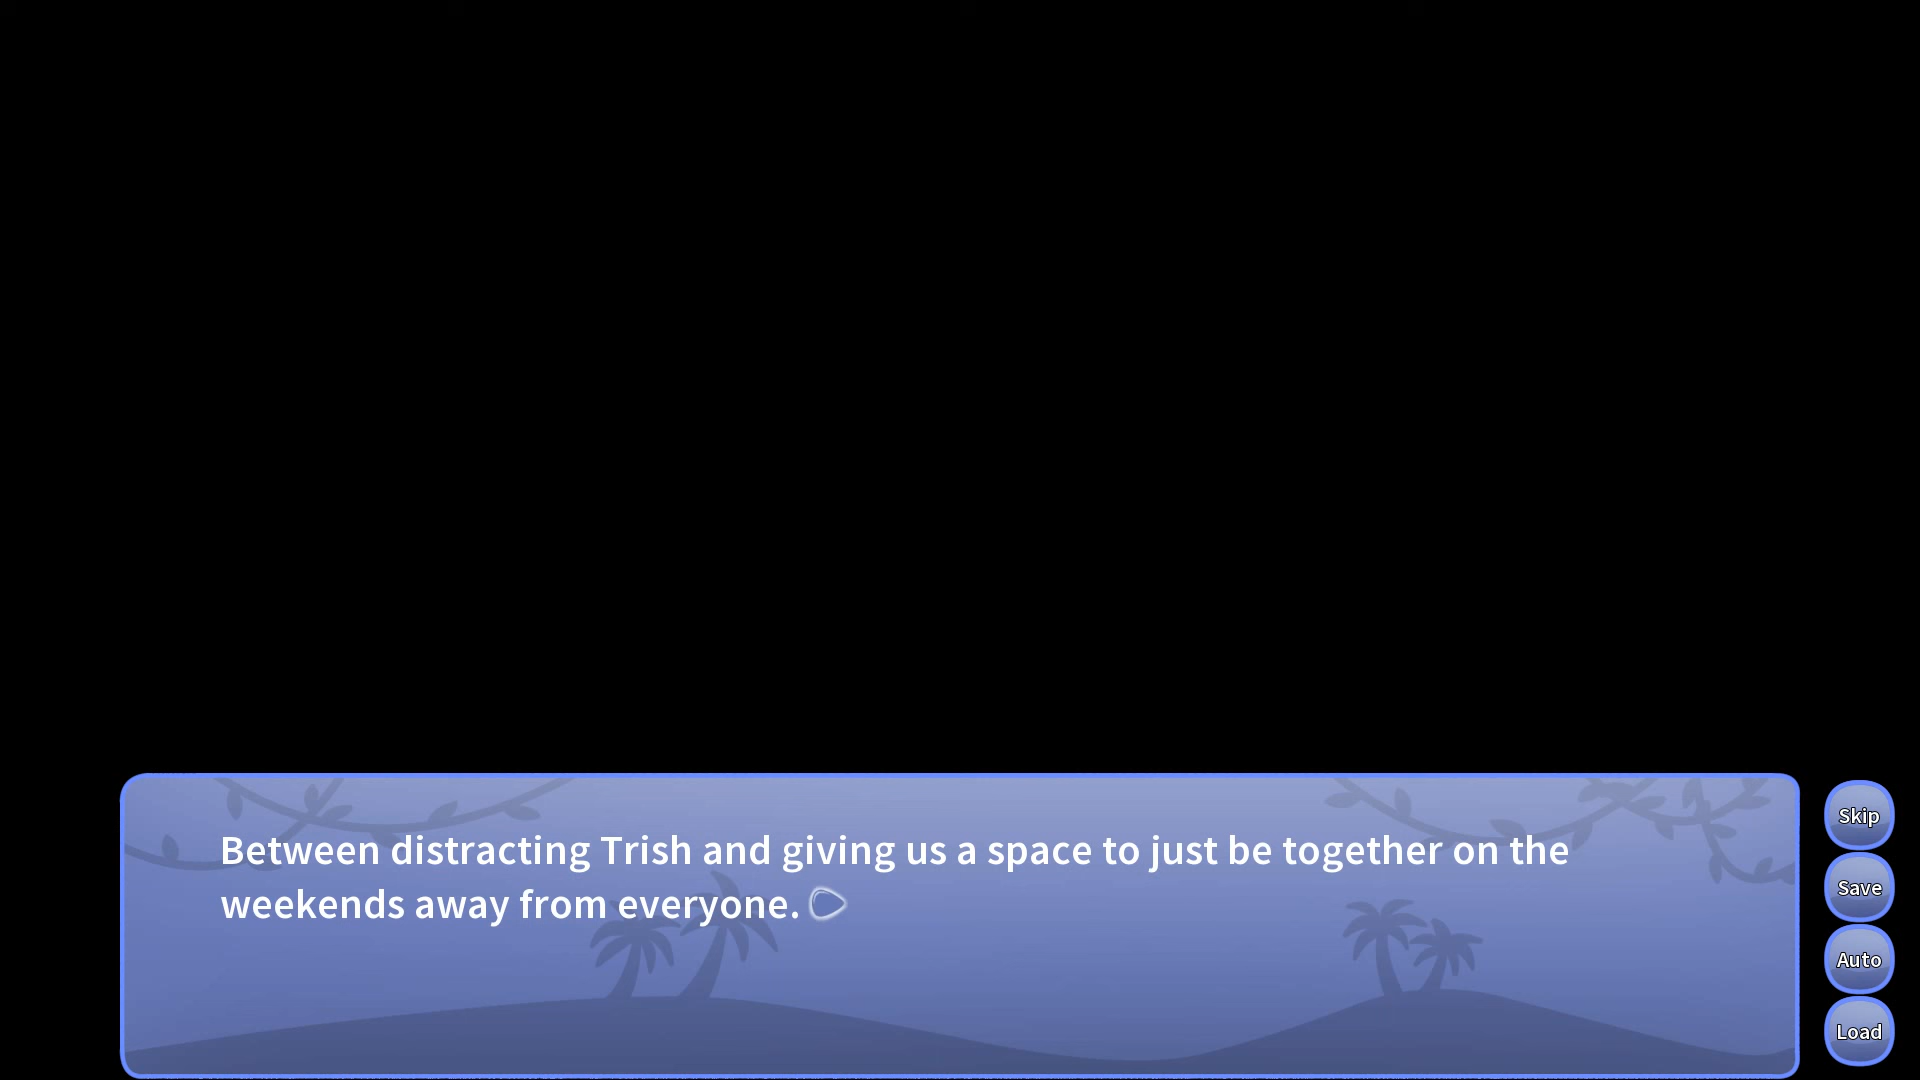 Between distracting Trish and giving us a space to just be together on the
weekends away from everyone.
Skip
Save
Auto
Load